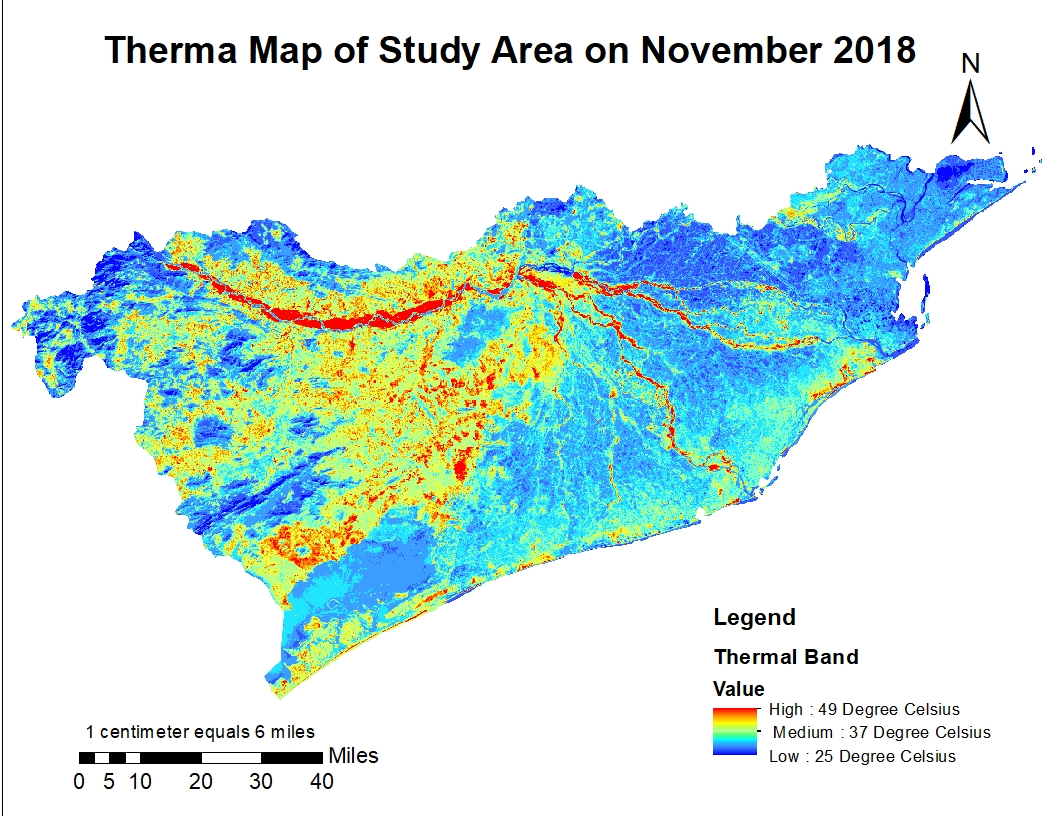 Therma Map of Study Area on November 2018
N
Legend
Thermal Band
Value
High : 49 Degree Celsius
Medium : 37 Degree Celsius
Low : 25 Degree Celsius
1 centimeter equals 6 miles
Miles
0 5 10 20 30 40